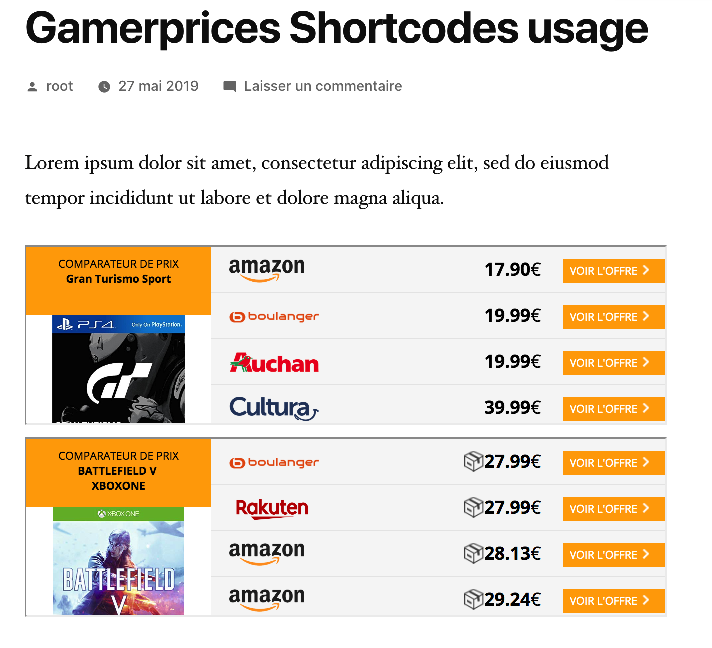 Gamerprices Shortcodes usage
root 27 mai 2019 Laisser un commentaire
Lorem ipsum dolor sit amet, consectetur adipiscing elit, sed do eiusmod
tempor incididunt ut labore et dolore magna aliqua.
COMPARATEUR DE PRIX
Gran Turismo Sport
PS4 Only On PlayStation.
GT
amazon 17.90€ VOIR L'OFFRE
boulanger 19.99€ VOIR L'OFFRE
Auchan 19.99€ VOIR L'OFFRE
Cultura 39.99€ VOIR L'OFFRE
COMPARATEUR DE PRIX
BATTLEFIELD V
XBOXONE
XBOX ONE
BATTLEFIELD
V
boulanger 27.99€ VOIR L'OFFRE
Rakuten 27.99€ VOIR L'OFFRE
amazon 28.13€ VOIR L'OFFRE
amazon 29.24€ VOIR L'OFFRE